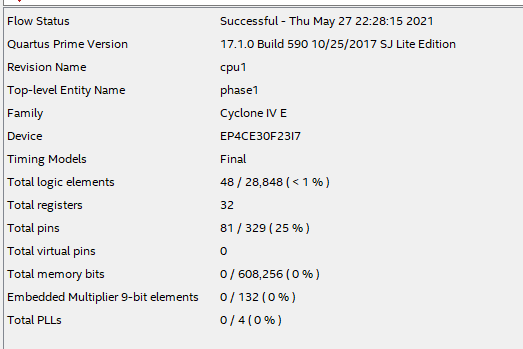 Flow Status Successful - Thu May 27 22:28:15 2021
Quartus Prime Version 17.1.0 Build 590 10/25/2017 SJ Lite Edition
Revision Name cpu1
Top-level Entity Name phase1
Family Cyclone IV E
Device EP4CE30F23I7
Timing Models Final
Total logic elements 48 / 28,848 ( < 1 % )
Total registers 32
Total pins 81 / 329 ( 25 % )
Total virtual pins 0
Total memory bits 0 / 608,256 ( 0 % )
Embedded Multiplier 9-bit elements 0 / 132 ( 0 % )
Total PLLs 0 / 4 ( 0 % )